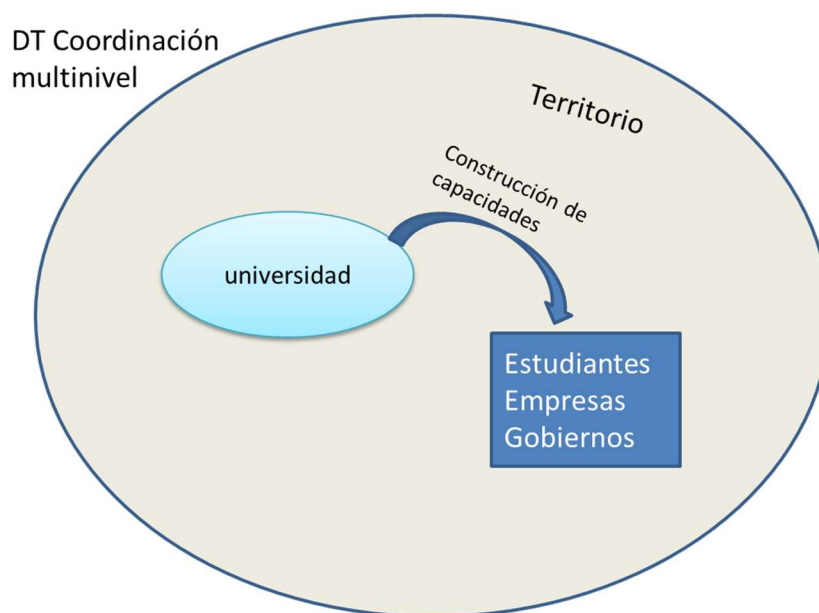 DT Coordinación
multinivel
Territorio
Construcción de
capacidades
universidad
Estudiantes
Empresas
Gobiernos